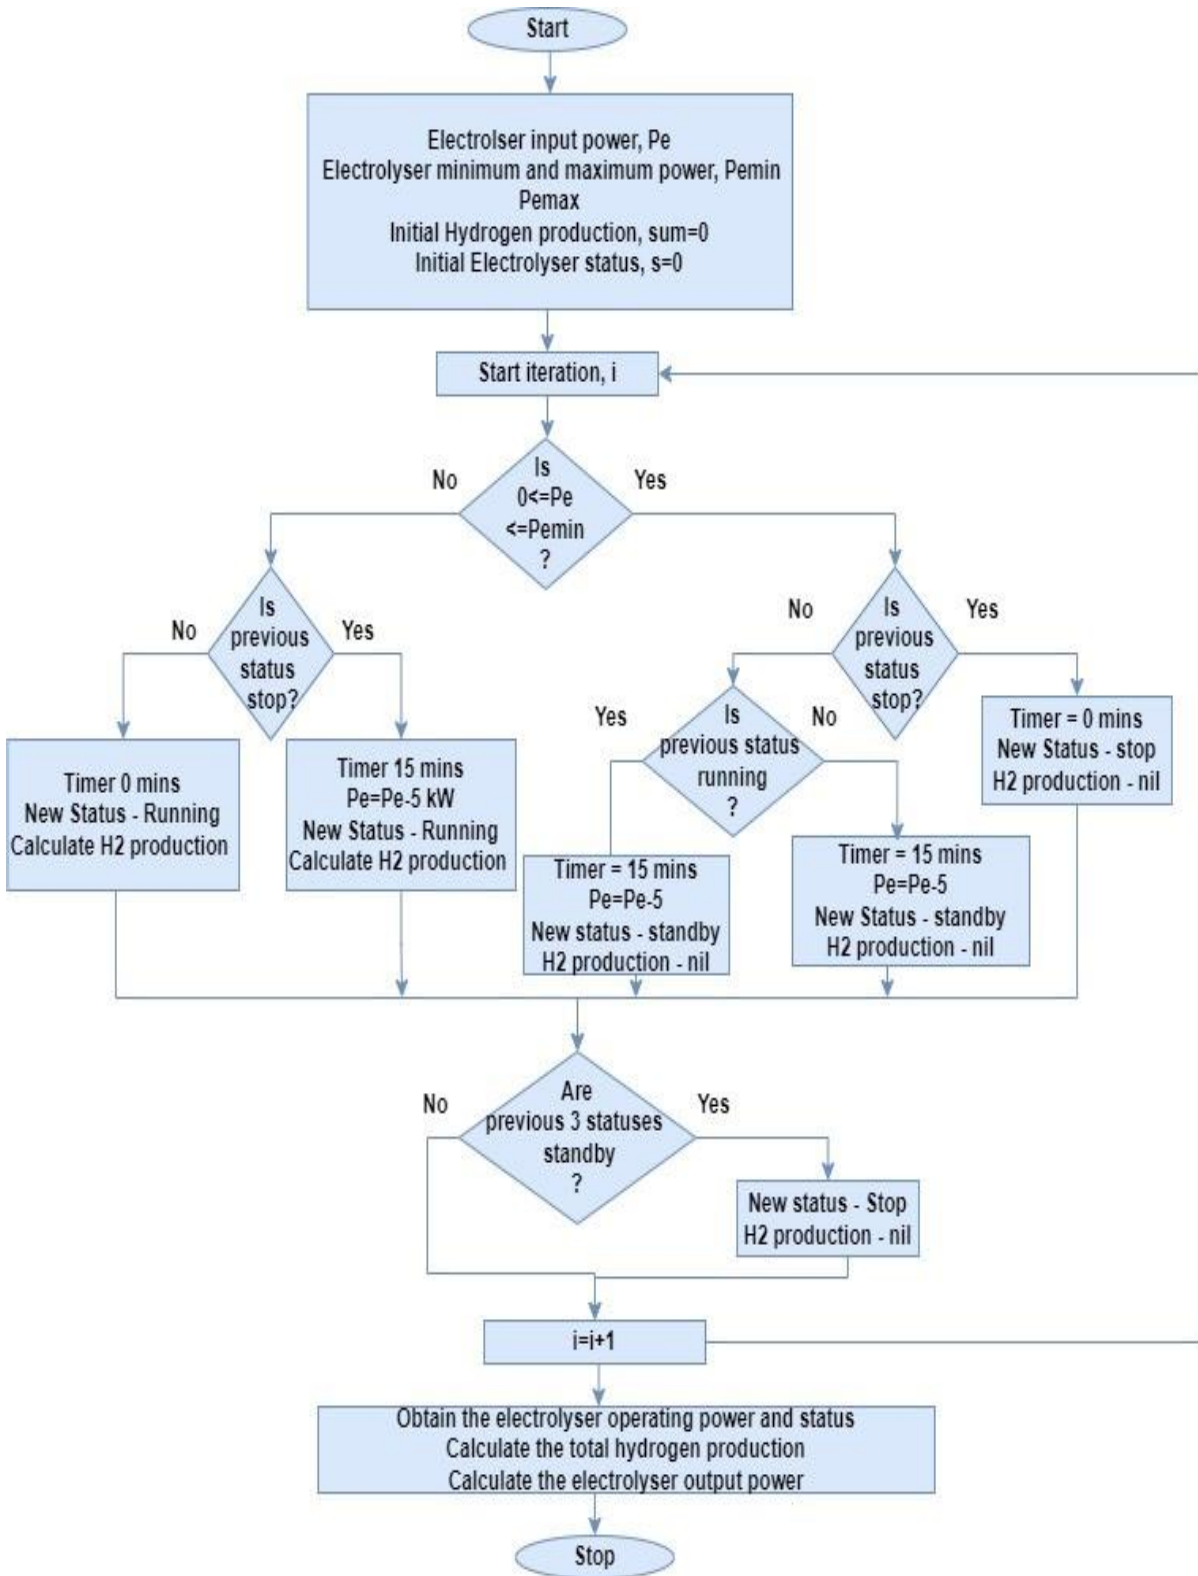 Start
Electrolser input power, Pe
Electrolyser minimum and maximum power, Pemin
Pemax
Initial Hydrogen production, sum=0
Initial Electrolyser status, s=0
Start iteration, i
No
Is
0<=Pe
<=Pemin
?
Yes
No
Is
previous
status
stop?
Yes
No
Is
previous
status
stop?
Yes
Timer 0 mins
New Status - Running
Calculate H2 production
Timer 15 mins
Pe=Pe-5 kW
New Status - Running
Calculate H2 production
Yes
Is
previous status
running
?
No
Timer = 0 mins
New Status - stop
H2 production - nil
Timer = 15 mins
Pe=Pe-5
New status - standby
H2 production - nil
Timer = 15 mins
Pe=Pe-5
New Status - standby
H2 production - nil
No
Are
previous 3 statuses
standby
?
Yes
New status - Stop
H2 production - nil
i=i+1
Obtain the electrolyser operating power and status
Calculate the total hydrogen production
Calculate the electrolyser output power
Stop